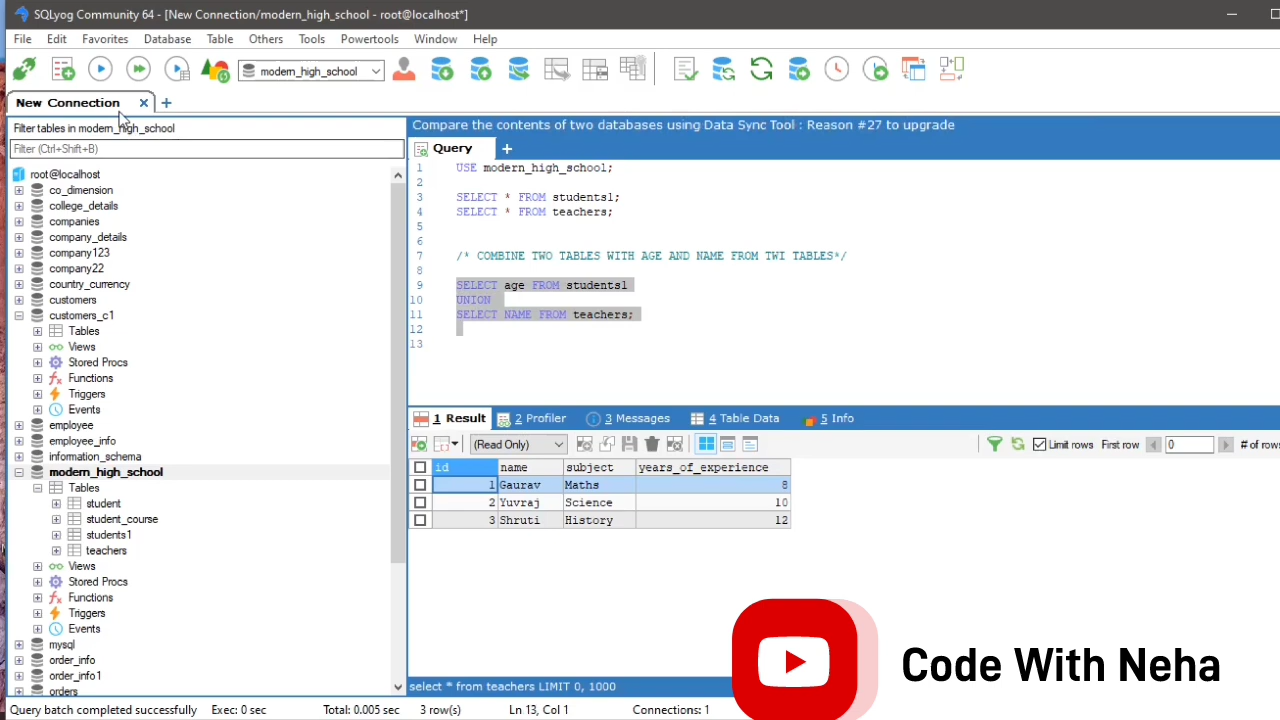 SQLyog Community 64 - [New Connection/modern_high_school - root@localhost*]
File Edit Favorites Database Table Others Tools Powertools Window Help
modern_high_school
New Connection
Filter tables in modern_high_school
Filter (Ctrl+Shift+B)
root@localhost
co_dimension
college_details
companies
company_details
company123
company22
country_currency
customers
customers_c1
Tables
Views
Stored Procs
Functions
Triggers
Events
employee
employee_info
information_schema
modern_high_school
Tables
student
student_course
students1
teachers
Views
Stored Procs
Functions
Triggers
Events
mysql
order_info
order_info1
orders
Compare the contents of two databases using Data Sync Tool : Reason #27 to upgrade
Query
1 USE modern_high_school;
2
3 SELECT * FROM students1;
4 SELECT * FROM teachers;
5
6
7 /* COMBINE TWO TABLES WITH AGE AND NAME FROM TWI TABLES*/
8
9 SELECT age FROM students1
10 UNION
11 SELECT NAME FROM teachers;
12
13
1 Result 2 Profiler 3 Messages 4 Table Data 5 Info
(Read Only) Limit rows First row 0 # of rows
id name subject years_of_experience
1 Gaurav Maths 8
2 Yuvraj Science 10
3 Shruti History 12
select * from teachers LIMIT 0, 1000
Code With Neha
Query batch completed successfully Exec: 0 sec Total: 0.005 sec 3 row(s) Ln 13, Col 1 Connections: 1